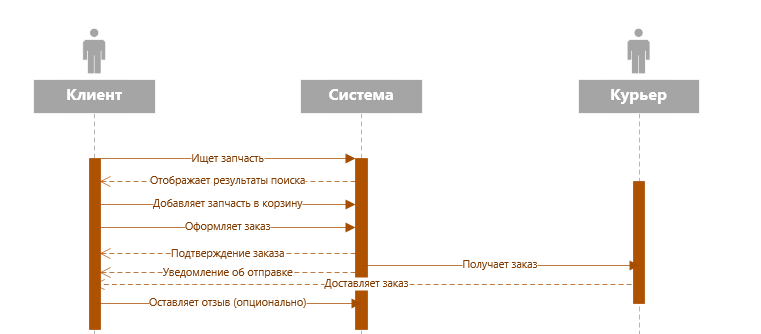 Клиент
Система
Курьер
Ищет запчасть
Отображает результаты поиска
Добавляет запчасть в корзину
Оформляет заказ
Подтверждение заказа
Получает заказ
Уведомление об отправке
Доставляет заказ
Оставляет отзыв (опционально)